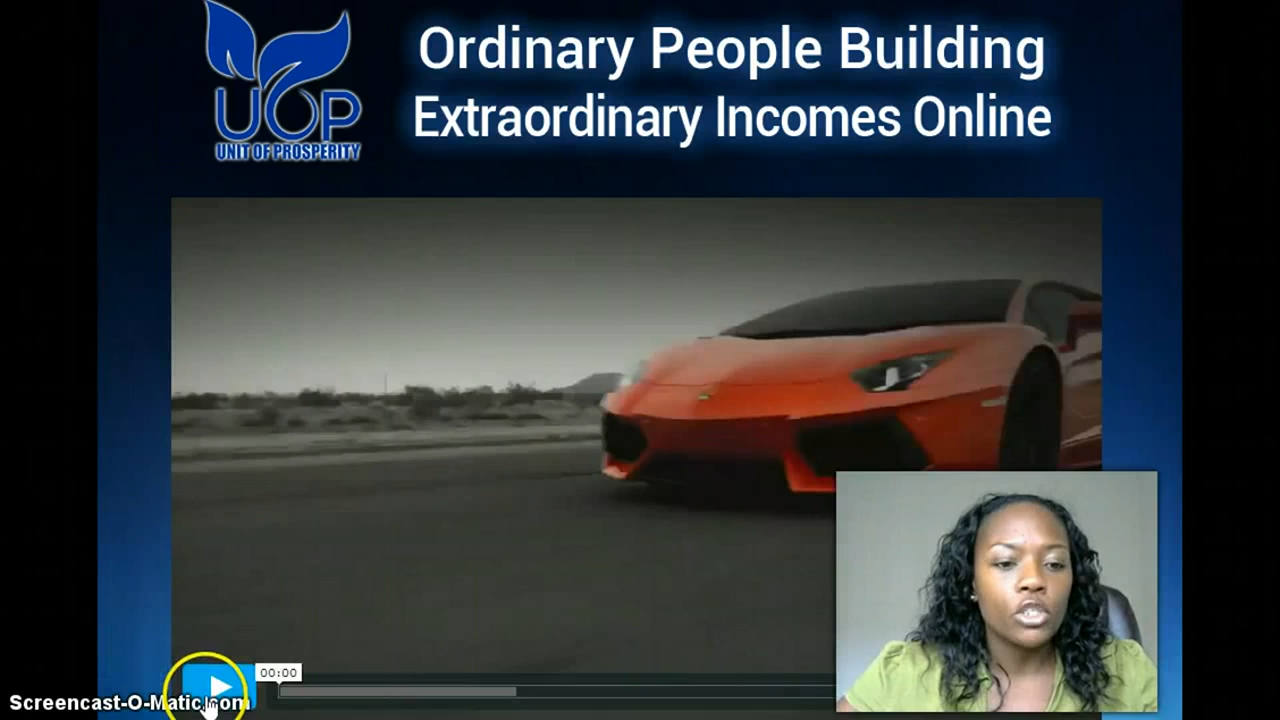 Ordinary People Building
Extraordinary Incomes Online
UOP
UNIT OF PROSPERITY
00:00
Screencast-O-Matic.com